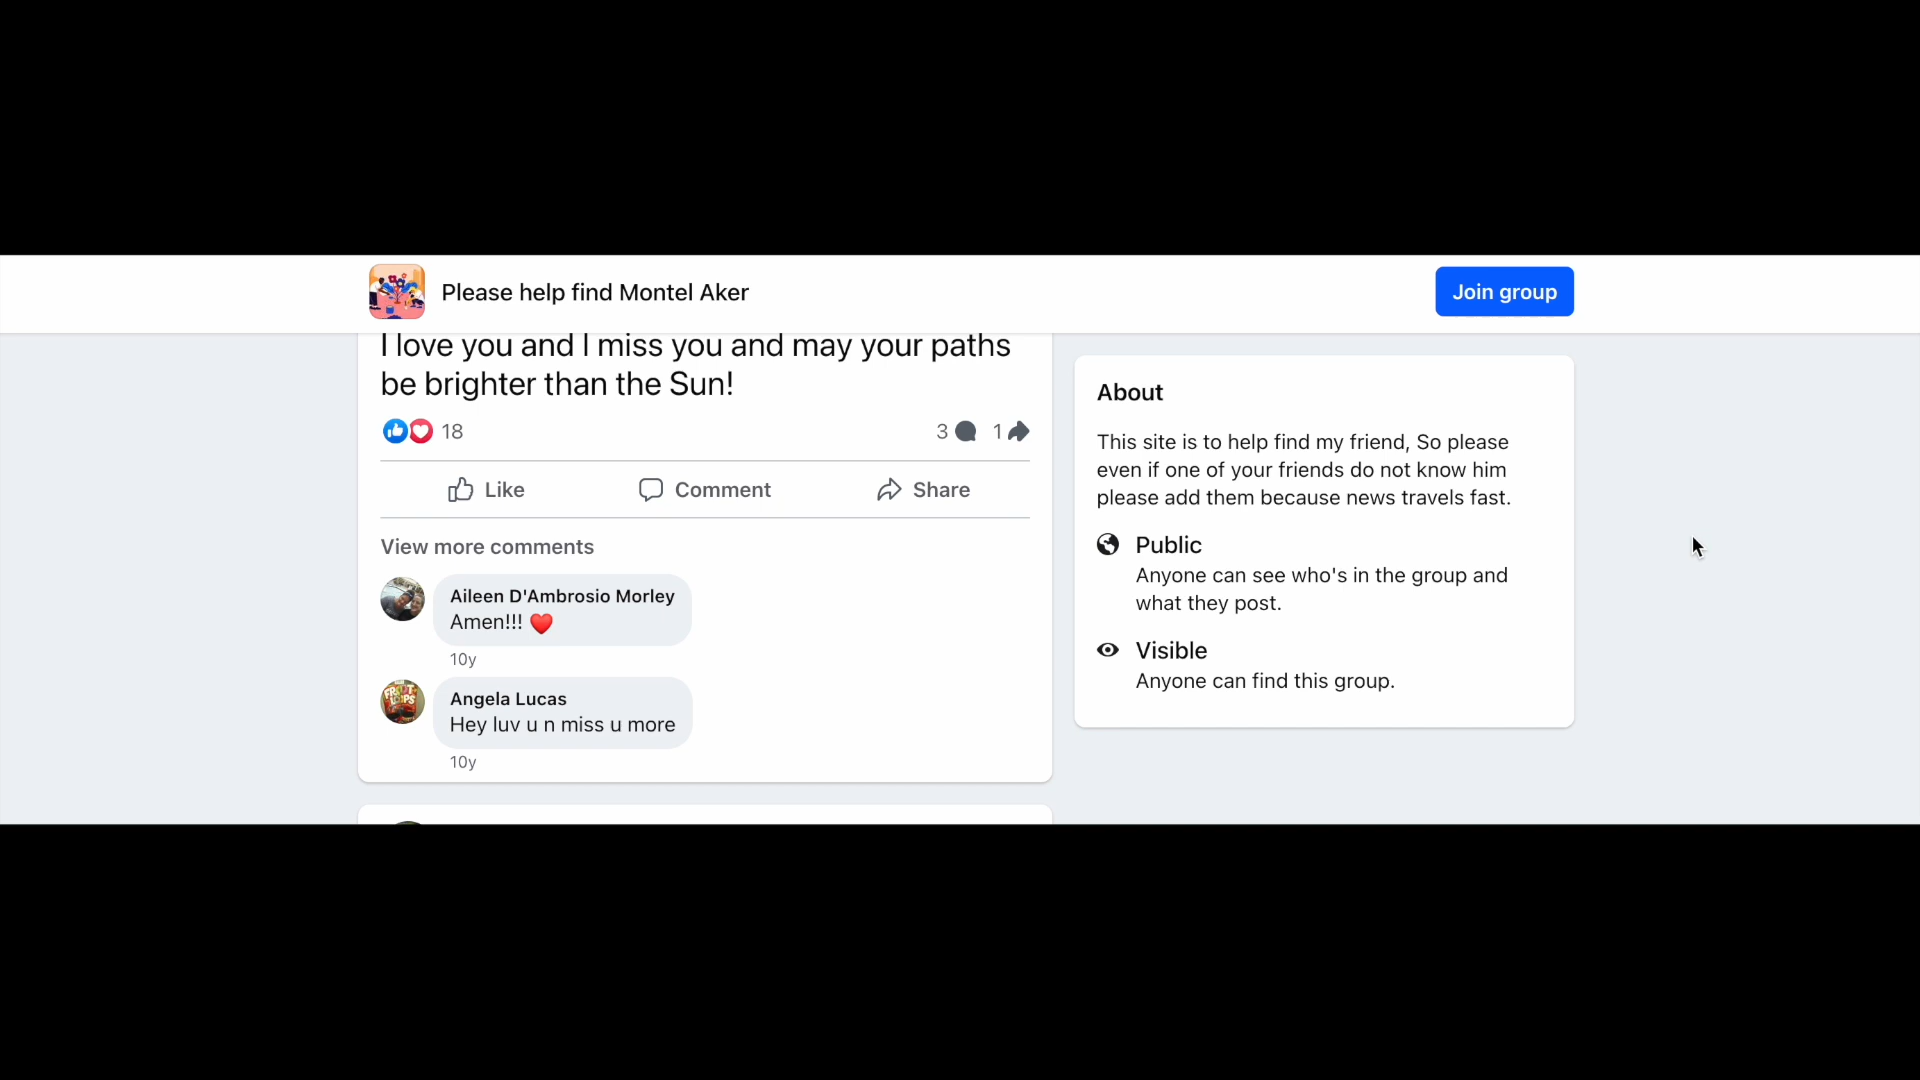 Please help find Montel Aker
Join group
I love you and I miss you and may your paths
be brighter than the Sun!
18
3
1
Like
Comment
Share
View more comments
Aileen D'Ambrosio Morley
Amen!!! ❤️
10y
Angela Lucas
Hey luv u n miss u more
10y
About
This site is to help find my friend, So please
even if one of your friends do not know him
please add them because news travels fast.
Public
Anyone can see who's in the group and
what they post.
Visible
Anyone can find this group.